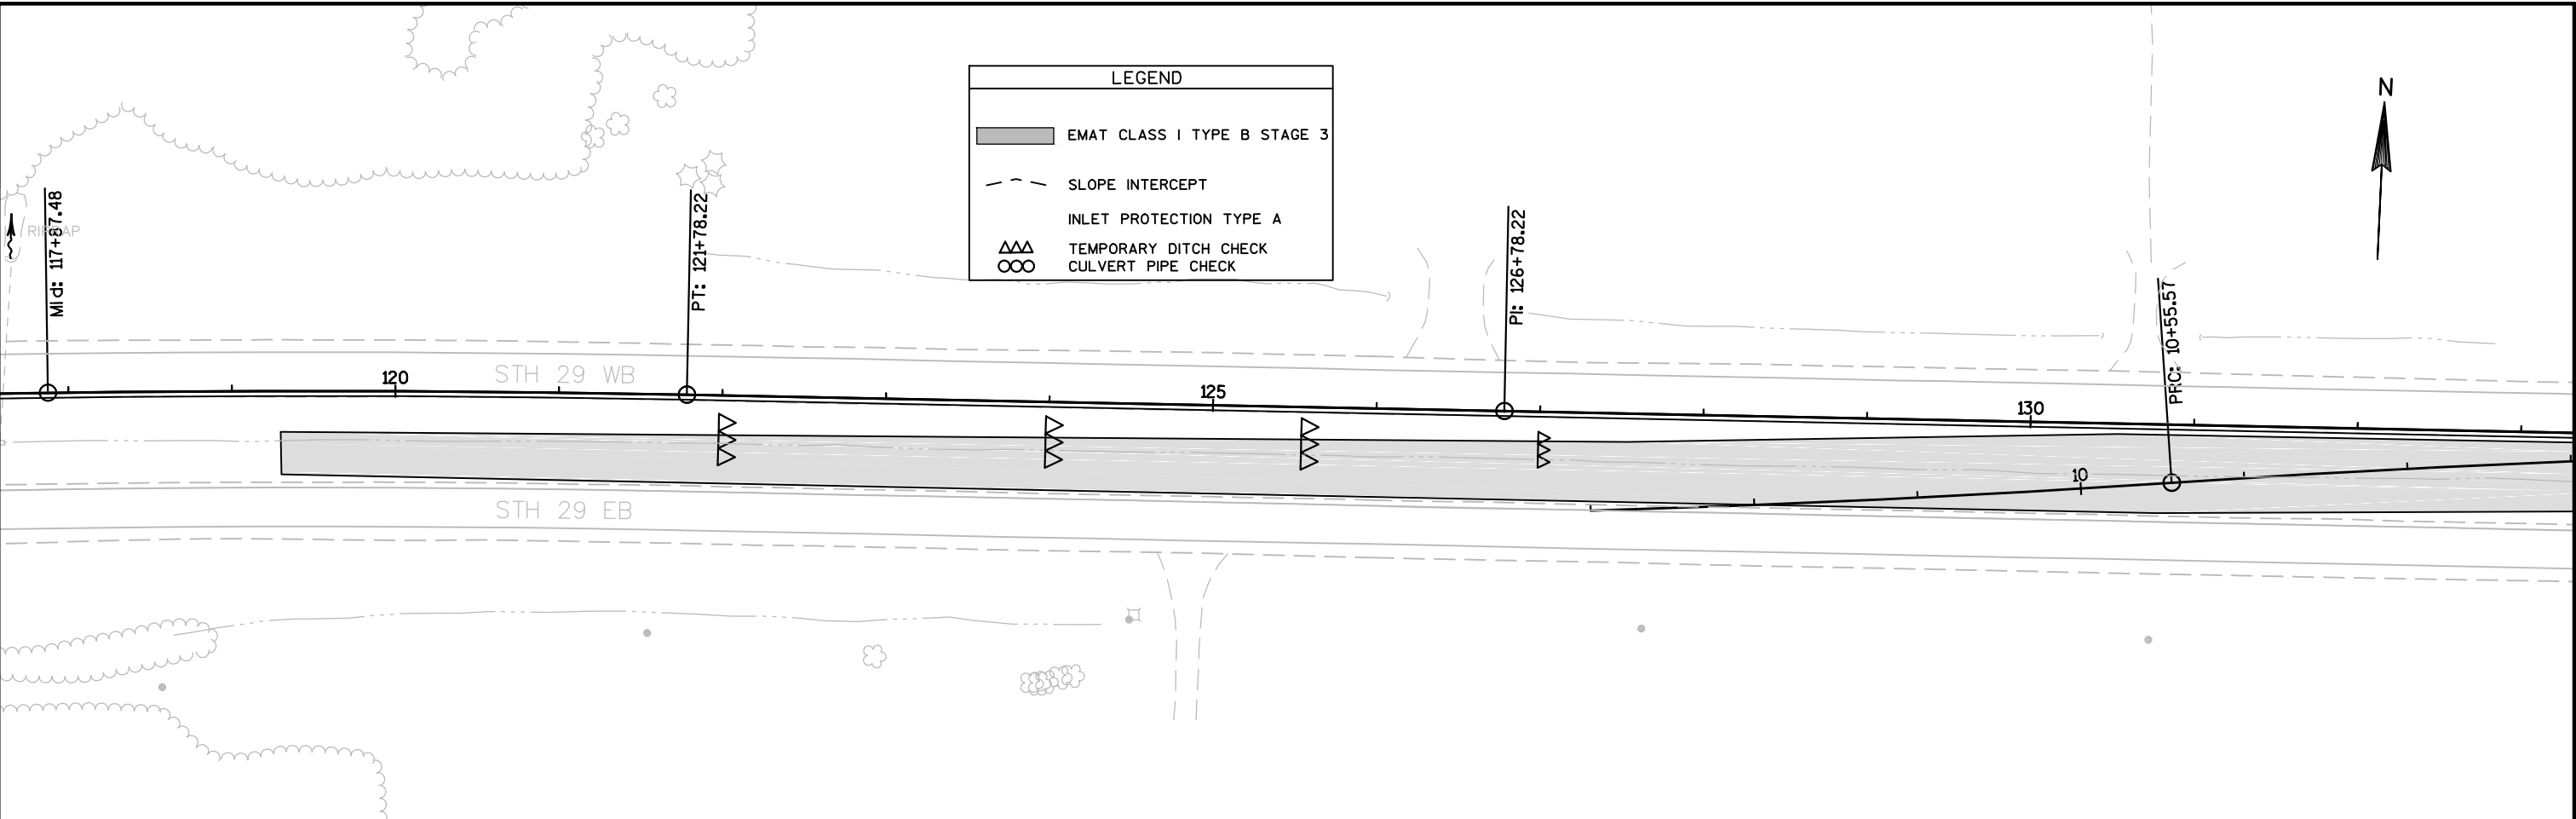 LEGEND
EMAT CLASS I TYPE B STAGE 3
SLOPE INTERCEPT
INLET PROTECTION TYPE A
TEMPORARY DITCH CHECK
CULVERT PIPE CHECK
N
Mid: 117+87.48
RIPRAP
PT: 121+78.22
PI: 126+78.22
PRC: 10+55.57
STH 29 WB
120
125
130
10
STH 29 EB